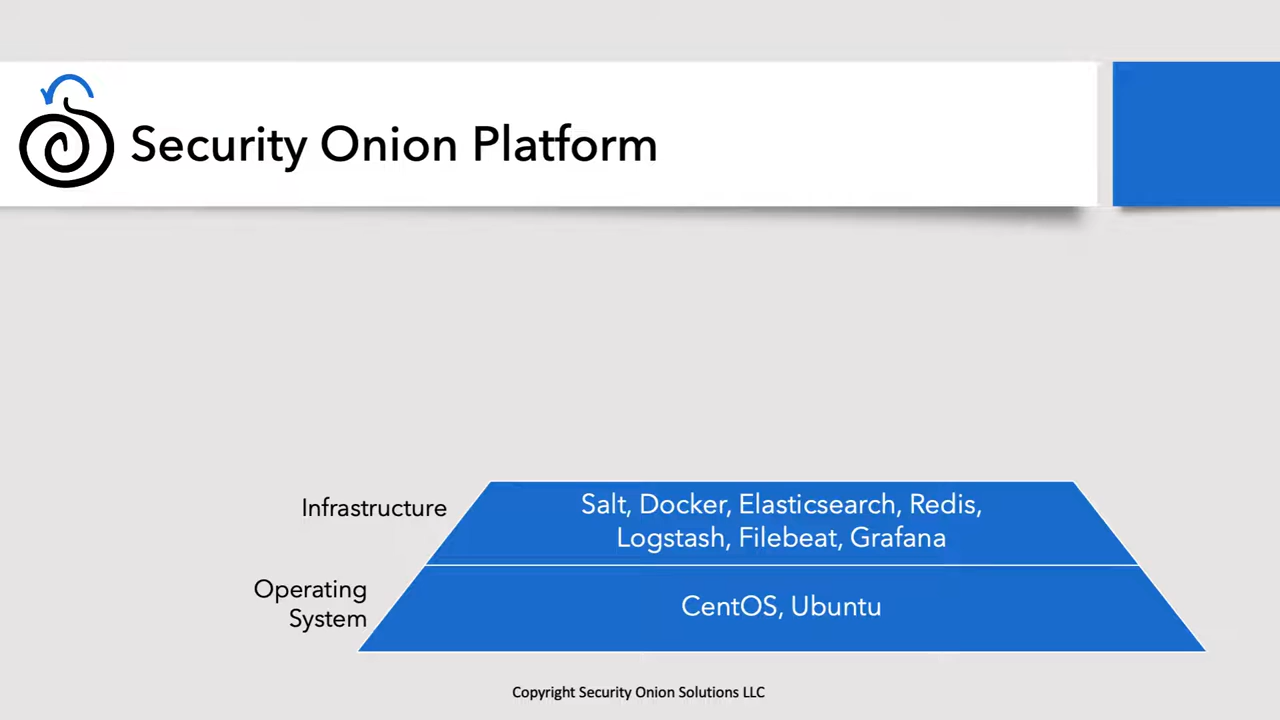 Security Onion Platform
Infrastructure
Salt, Docker, Elasticsearch, Redis,
Logstash, Filebeat, Grafana
Operating
System
CentOS, Ubuntu
Copyright Security Onion Solutions LLC